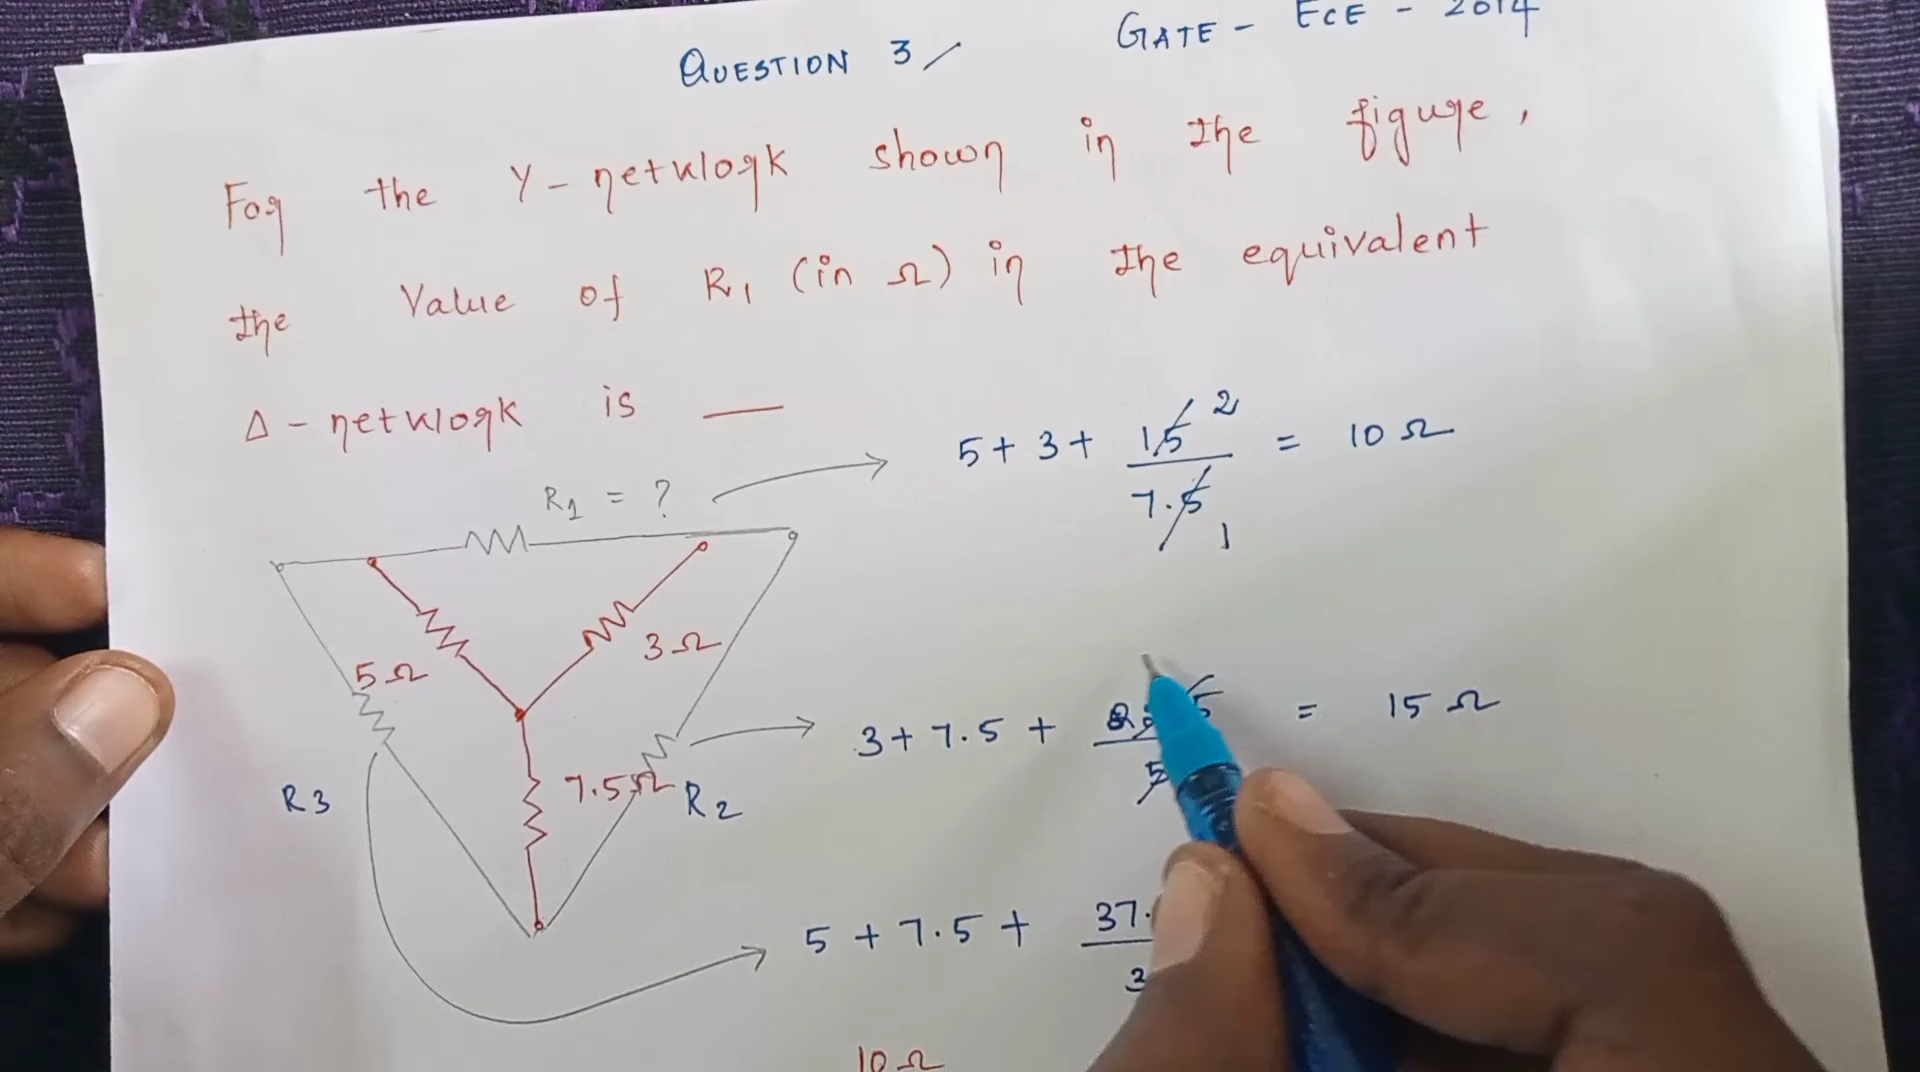 QUESTION 3/ GATE - ECE - 2014
For the Y-network shown in the figure,
the Value of R1 (in Ω) in the equivalent
Δ - network is ___
5 + 3 + 15/7.5 = 10 Ω
2
1
R1 = ?
5Ω
3Ω
7.5Ω
R3
R2
3 + 7.5 + = 15 Ω
5 + 7.5 + 37.
3
10 Ω